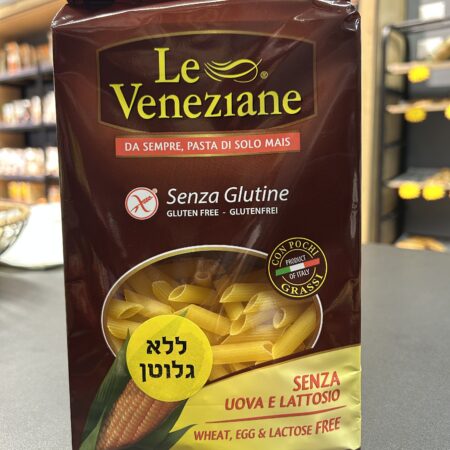 Le
Veneziane®
DA SEMPRE, PASTA DI SOLO MAIS
Senza Glutine
GLUTEN FREE - GLUTENFREI
CON POCHI
PRODUCT
OF ITALY
GRASSI
ללא
גלוטן
SENZA
UOVA E LATTOSIO
WHEAT, EGG & LACTOSE FREE